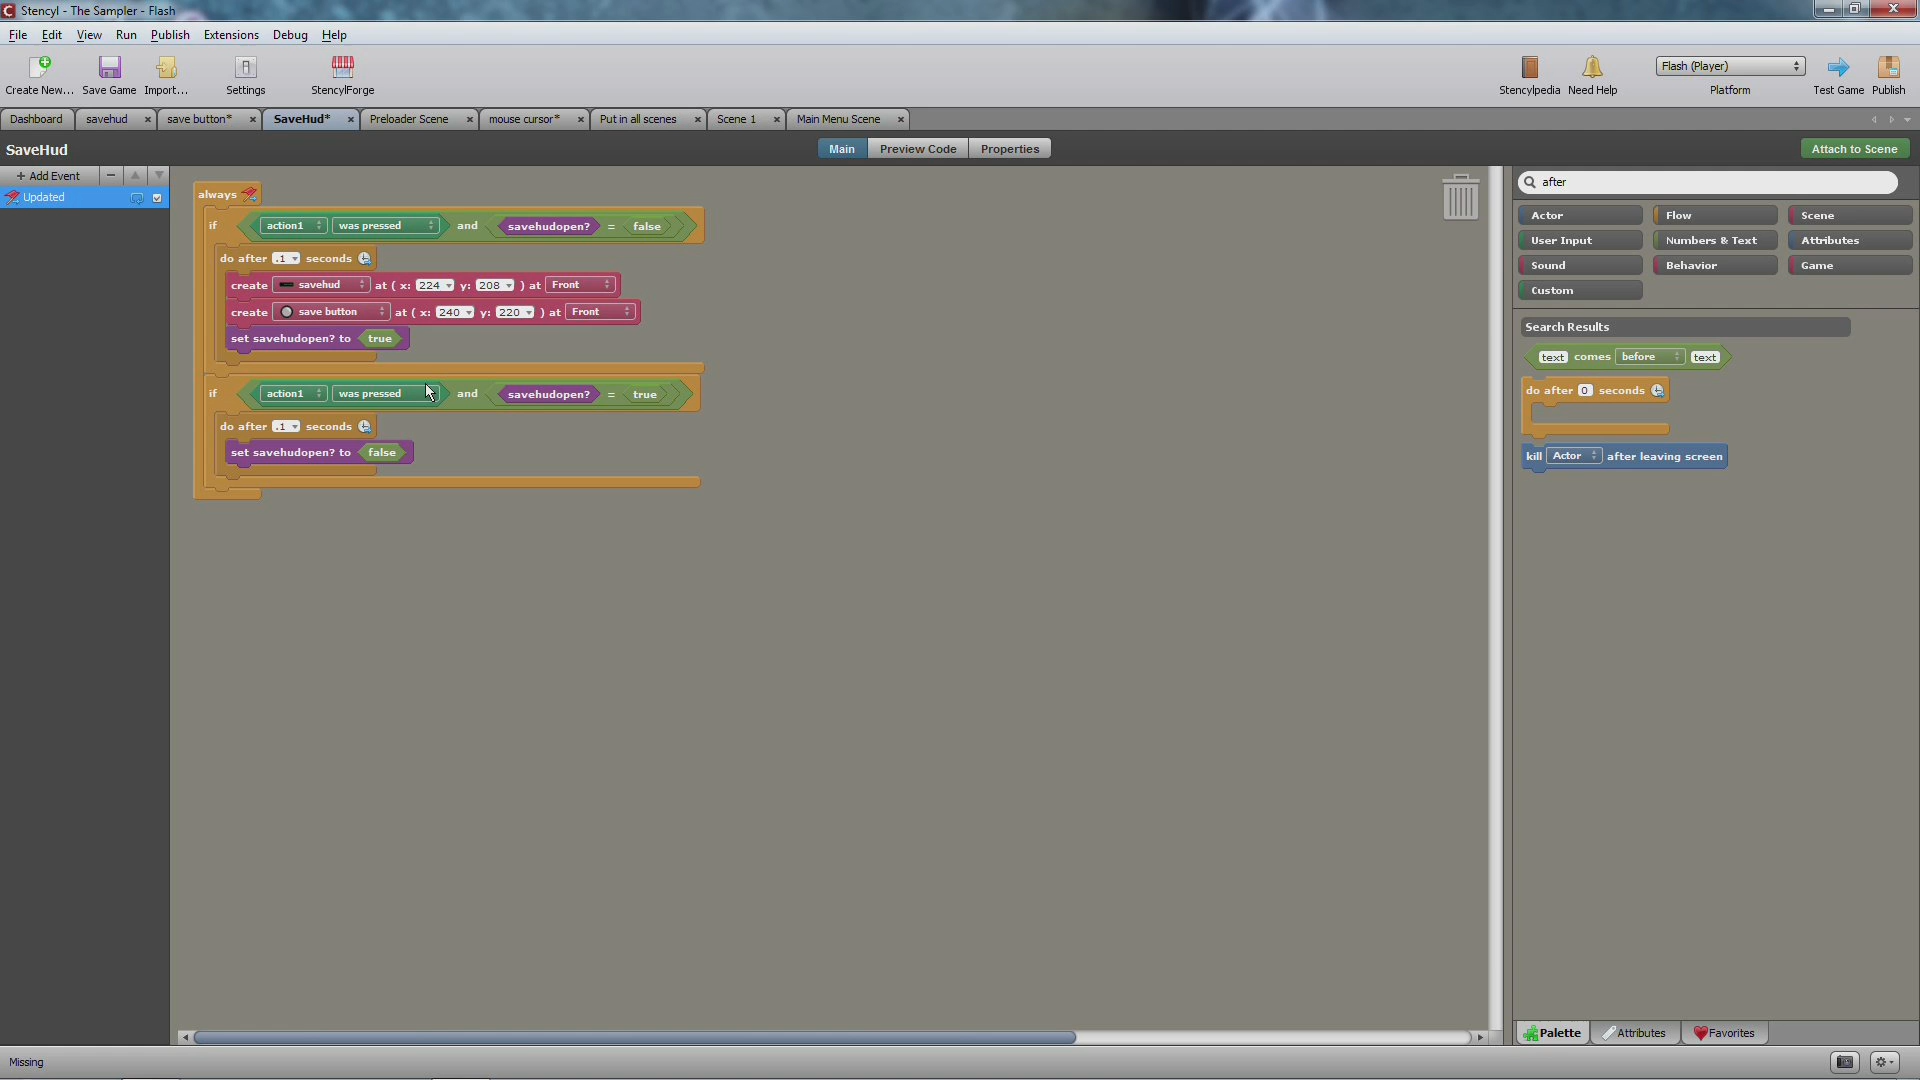 Stencyl - The Sampler - Flash
File Edit View Run Publish Extensions Debug Help
Create New... Save Game Import... Settings StencylForge Stencylpedia Need Help Flash (Player) Platform Test Game Publish
Dashboard savehud save button* SaveHud* Preloader Scene mouse cursor* Put in all scenes Scene 1 Main Menu Scene
SaveHud Main Preview Code Properties Attach to Scene
+ Add Event
Updated
always
if action1 was pressed and savehudopen? = false
do after .1 seconds
create savehud at ( x: 224 y: 208 ) at Front
create save button at ( x: 240 y: 220 ) at Front
set savehudopen? to true
if action1 was pressed and savehudopen? = true
do after .1 seconds
set savehudopen? to false
after
Actor Flow Scene
User Input Numbers & Text Attributes
Sound Behavior Game
Custom
Search Results
text comes before text
do after 0 seconds
kill Actor after leaving screen
Palette Attributes Favorites
Missing